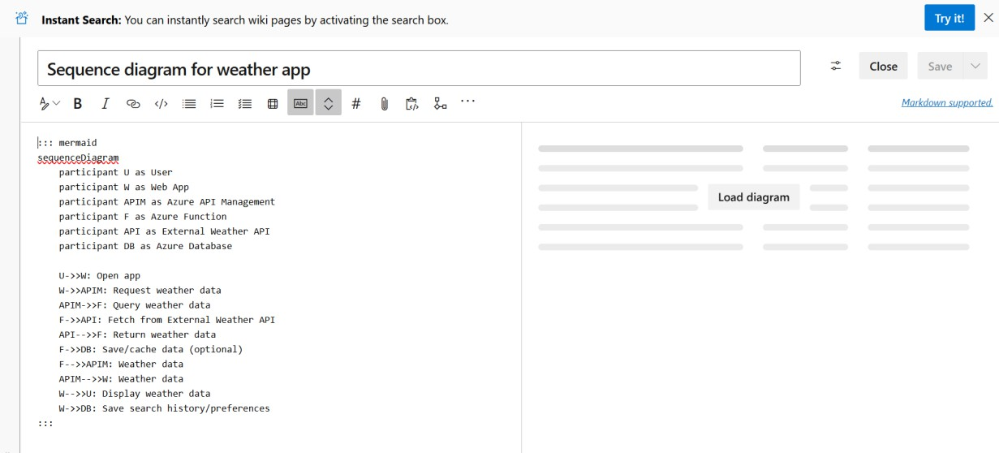 Instant Search: You can instantly search wiki pages by activating the search box.
Try it!
Sequence diagram for weather app
Close
Save
B
I
</>
Abc
#
...
Markdown supported.
::: mermaid
sequenceDiagram
    participant U as User
    participant W as Web App
    participant APIM as Azure API Management
    participant F as Azure Function
    participant API as External Weather API
    participant DB as Azure Database

    U->>W: Open app
    W->>APIM: Request weather data
    APIM->>F: Query weather data
    F->>API: Fetch from External Weather API
    API-->>F: Return weather data
    F->>DB: Save/cache data (optional)
    F-->>APIM: Weather data
    APIM-->>W: Weather data
    W-->>U: Display weather data
    W->>DB: Save search history/preferences
:::
Load diagram